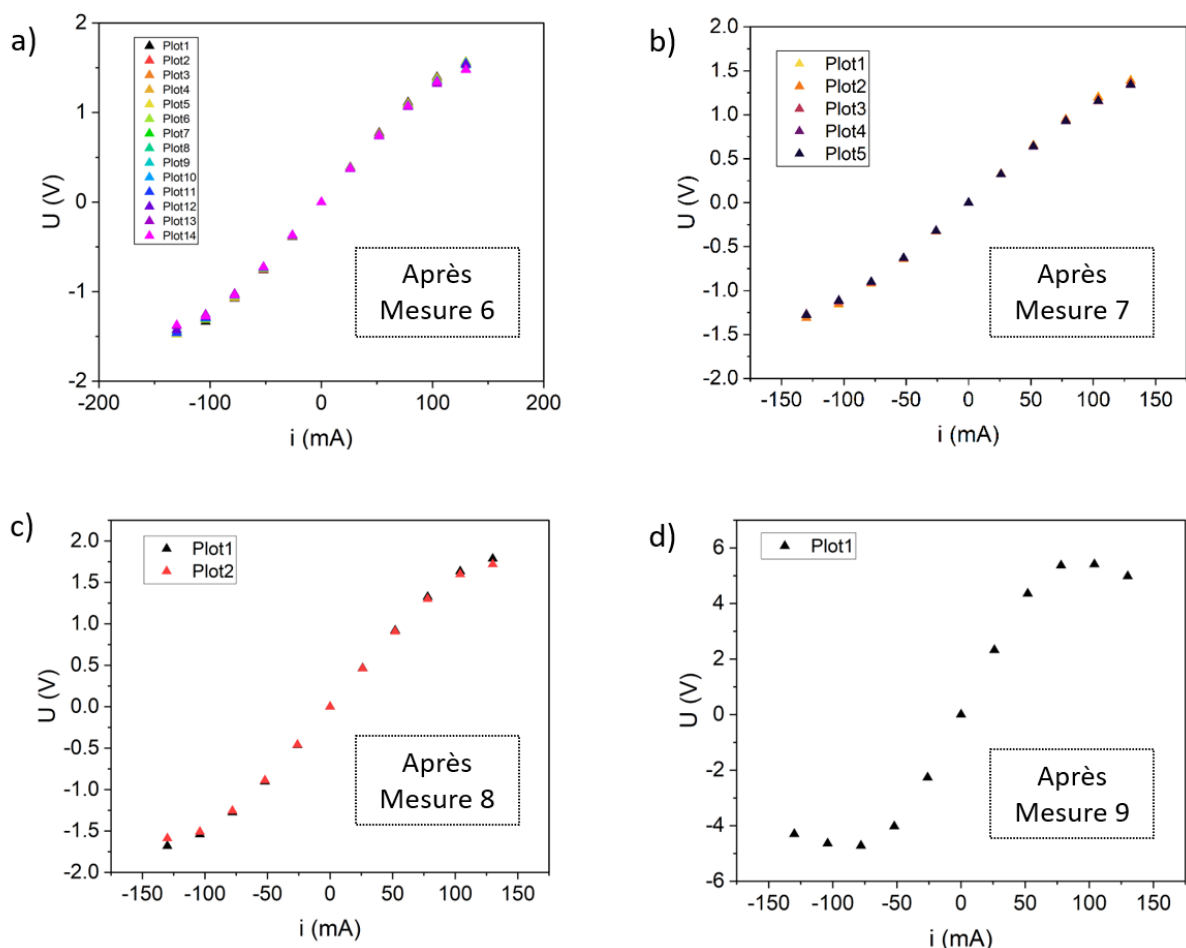 a)
2
1
0
-1
-2
-200
-100
0
100
200
U (V)
i (mA)
Plot1
Plot2
Plot3
Plot4
Plot5
Plot6
Plot7
Plot8
Plot9
Plot10
Plot11
Plot12
Plot13
Plot14
Après
Mesure 6
b)
2.0
1.5
1.0
0.5
0.0
-0.5
-1.0
-1.5
-2.0
-150
-100
-50
0
50
100
150
U (V)
i (mA)
Plot1
Plot2
Plot3
Plot4
Plot5
Après
Mesure 7
c)
2.0
1.5
1.0
0.5
0.0
-0.5
-1.0
-1.5
-2.0
-150
-100
-50
0
50
100
150
U (V)
i (mA)
Plot1
Plot2
Après
Mesure 8
d)
6
4
2
0
-2
-4
-6
-150
-100
-50
0
50
100
150
U (V)
i (mA)
Plot1
Après
Mesure 9